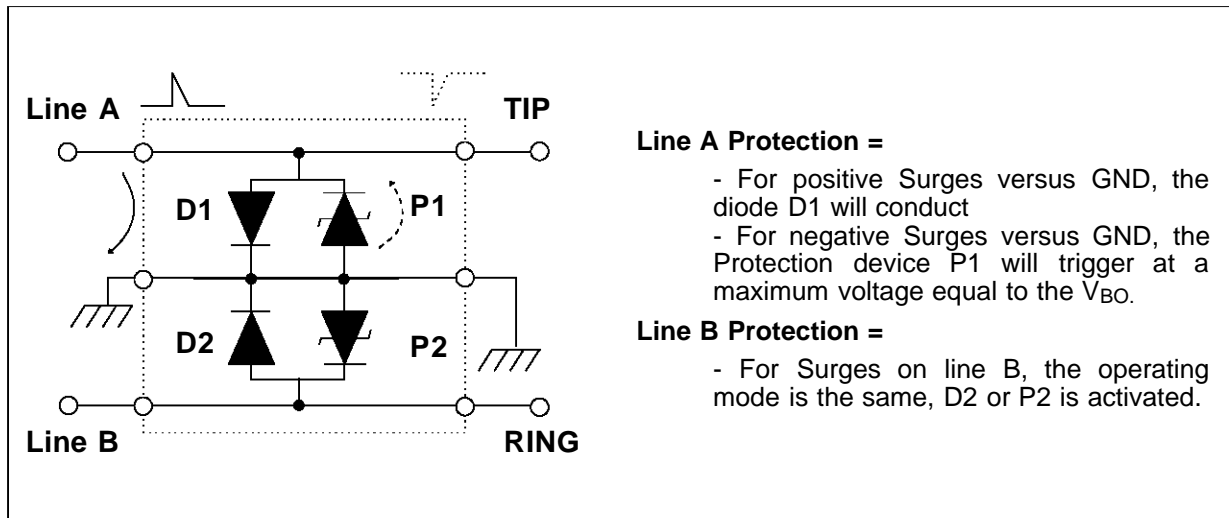 Line A
TIP
D1
P1
D2
P2
Line B
RING
Line A Protection =
- For positive Surges versus GND, the
diode D1 will conduct
- For negative Surges versus GND, the
Protection device P1 will trigger at a
maximum voltage equal to the VBO.
Line B Protection =
- For Surges on line B, the operating
mode is the same, D2 or P2 is activated.